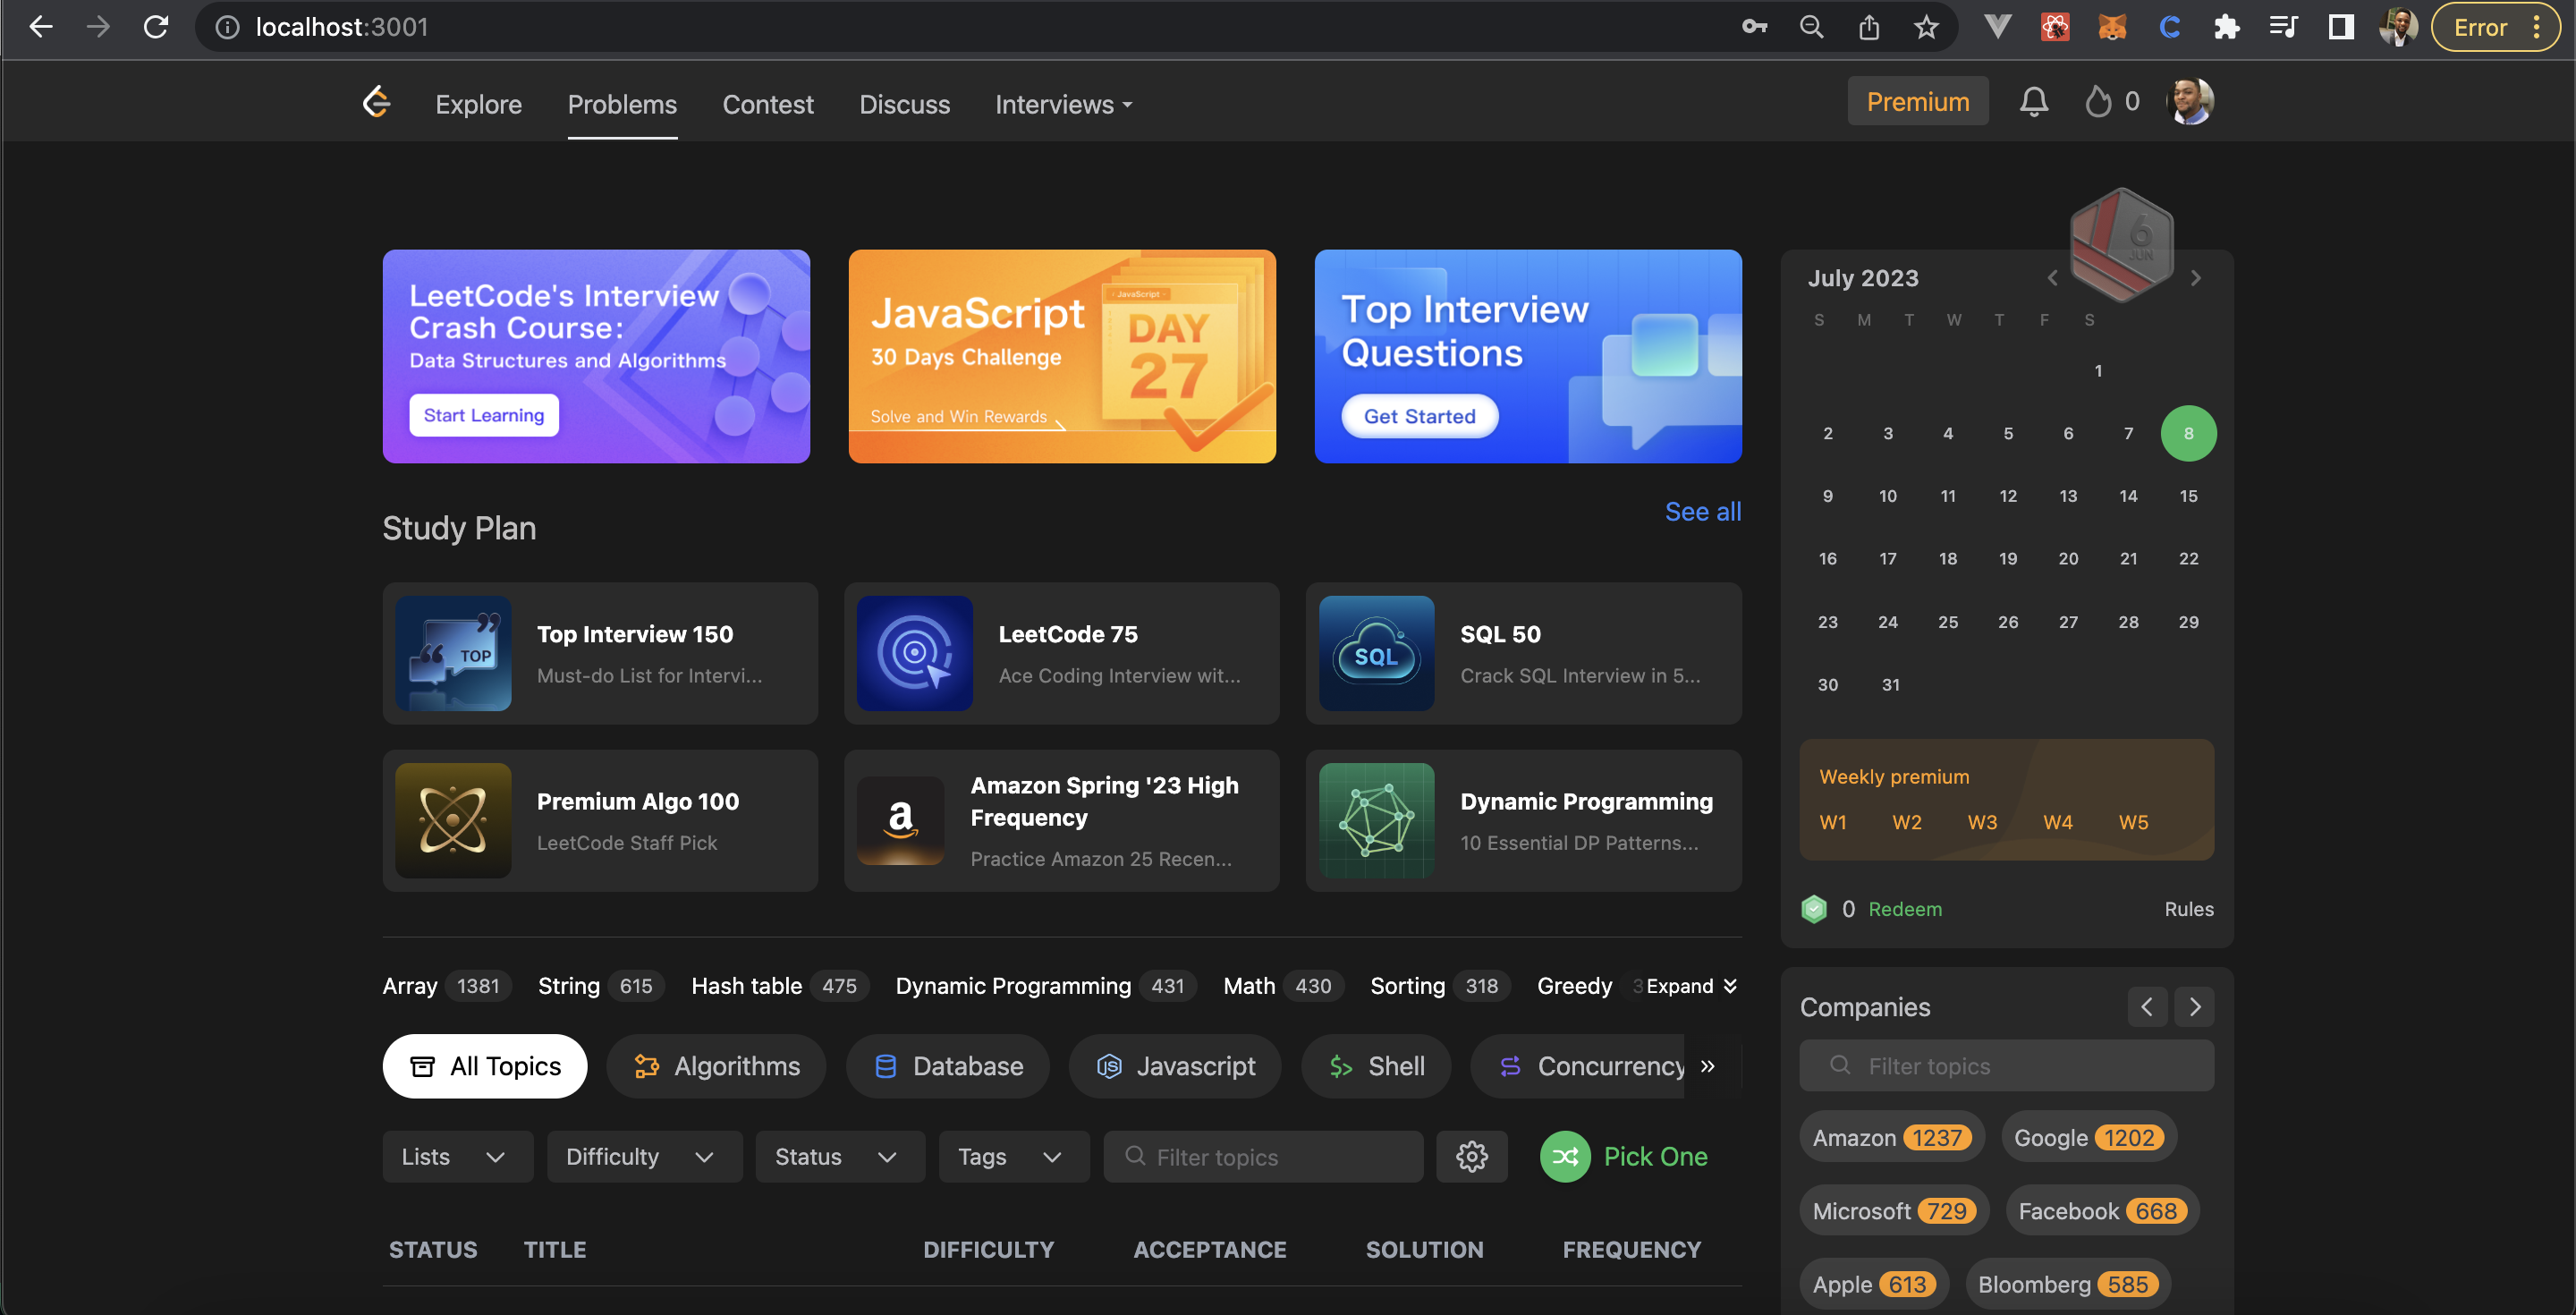 localhost:3001
Error
Explore
Problems
Contest
Discuss
Interviews
Premium
0
LeetCode's Interview
Crash Course:
Data Structures and Algorithms
Start Learning
JavaScript
30 Days Challenge
Solve and Win Rewards
JavaScript
DAY
27
Top Interview
Questions
Get Started
Study Plan
See all
TOP
Top Interview 150
Must-do List for Intervi...
LeetCode 75
Ace Coding Interview wit...
SQL
SQL 50
Crack SQL Interview in 5...
Premium Algo 100
LeetCode Staff Pick
a
Amazon Spring '23 High
Frequency
Practice Amazon 25 Recen...
Dynamic Programming
10 Essential DP Patterns...
Array 1381 String 615 Hash table 475 Dynamic Programming 431 Math 430 Sorting 318 Greedy Expand
All Topics
Algorithms
Database
JS
Javascript
$>
Shell
Concurrency
Lists
Difficulty
Status
Tags
Filter topics
Pick One
STATUS TITLE DIFFICULTY ACCEPTANCE SOLUTION FREQUENCY
6
JUN
July 2023
S M T W T F S
1
2 3 4 5 6 7 8
9 10 11 12 13 14 15
16 17 18 19 20 21 22
23 24 25 26 27 28 29
30 31
Weekly premium
W1 W2 W3 W4 W5
0 Redeem Rules
Companies
Filter topics
Amazon 1237 Google 1202
Microsoft 729 Facebook 668
Apple 613 Bloomberg 585